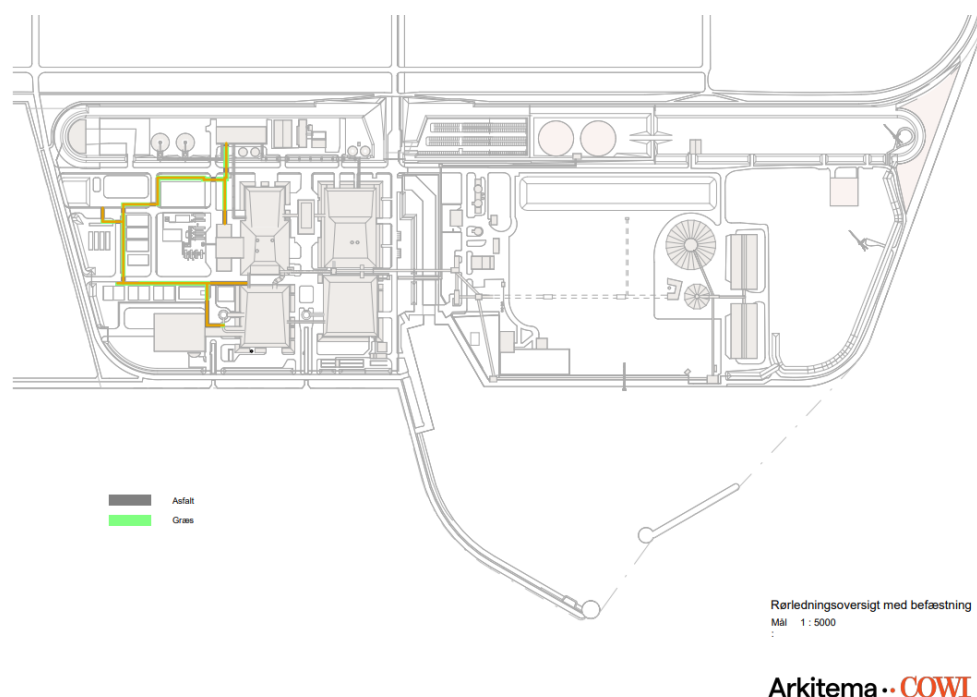 Asfalt
Græs
Rørledningsoversigt med befæstning
Mål 1 : 5000
:
Arkitema ·· COWI